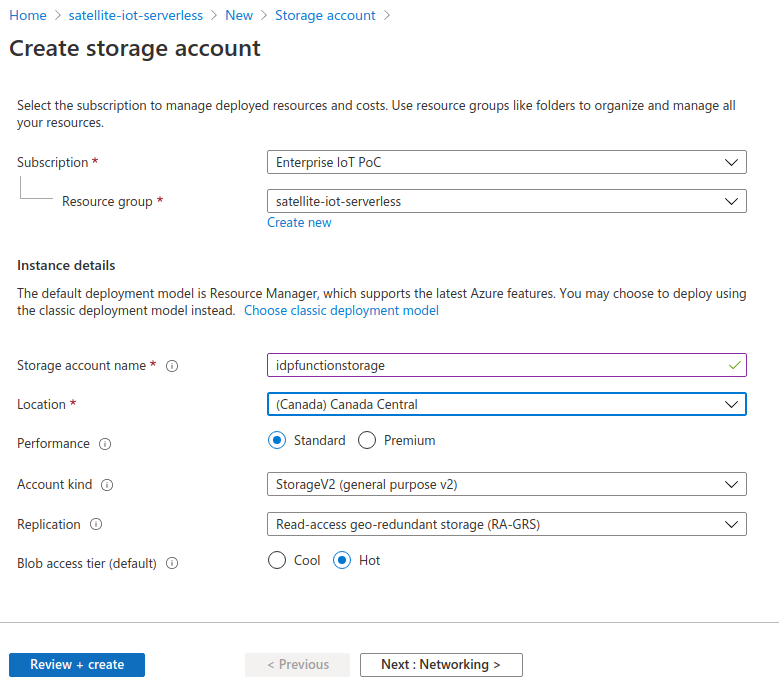 Home > satellite-iot-serverless > New > Storage account >
Create storage account
Select the subscription to manage deployed resources and costs. Use resource groups like folders to organize and manage all
your resources.
Subscription * Enterprise IoT PoC
Resource group * satellite-iot-serverless
Create new
Instance details
The default deployment model is Resource Manager, which supports the latest Azure features. You may choose to deploy using
the classic deployment model instead. Choose classic deployment model
Storage account name * idpfunctionstorage
Location * (Canada) Canada Central
Performance Standard Premium
Account kind StorageV2 (general purpose v2)
Replication Read-access geo-redundant storage (RA-GRS)
Blob access tier (default) Cool Hot
Review + create < Previous Next : Networking >